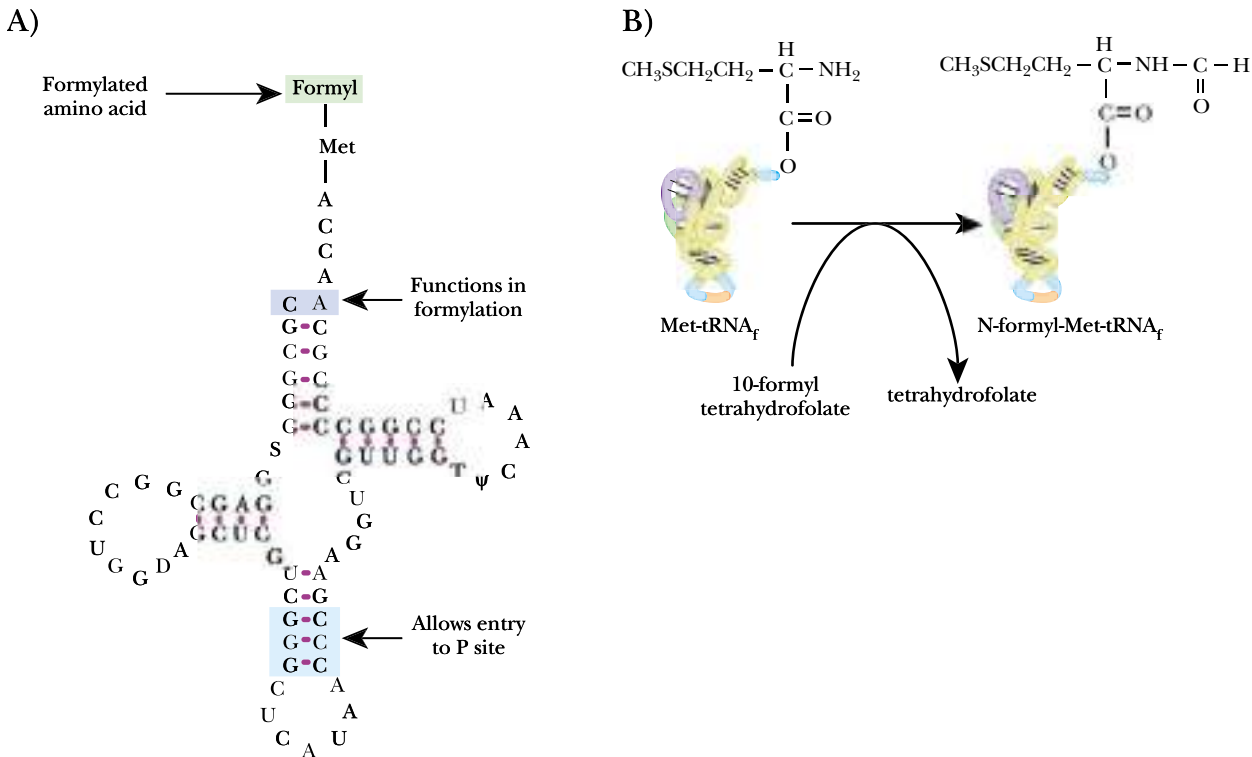 A)
Formylated
amino acid
Formyl
Met
A
C
C
A
C A
Functions in
formylation
G C
C G
G C
G C
G C C G G C C U A A A C
G U U G G T ψ
S
G
C U G G A
C C G G C G A G G
U G G D A G C U C G
U A
C G
G C
G C
G C
Allows entry
to P site
C A
U A
C A U
B)
H
CH3SCH2CH2 – C – NH2
C=O
O
Met-tRNAf
10-formyl
tetrahydrofolate
tetrahydrofolate
H
CH3SCH2CH2 – C – NH – C – H
C=O O
O
N-formyl-Met-tRNAf